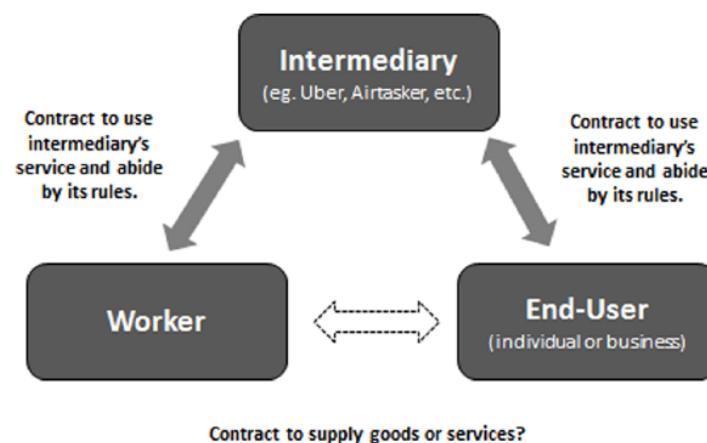 Intermediary
(eg. Uber, Airtasker, etc.)
Contract to use
intermediary's
service and abide
by its rules.
Contract to use
intermediary's
service and abide
by its rules.
Worker
End-User
(individual or business)
Contract to supply goods or services?